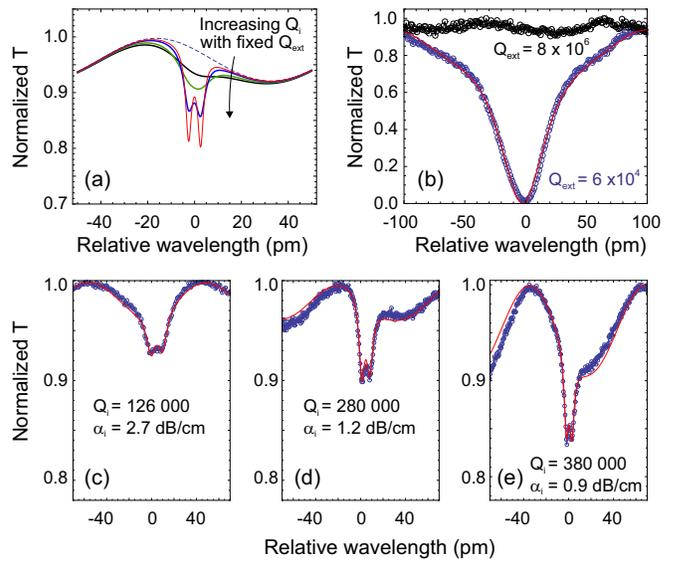 Increasing Qi
with fixed Qext
1.0
0.9
0.8
0.7
Normalized T
(a)
-40
-20
0
20
40
Relative wavelength (pm)
1.0
0.8
0.6
0.4
0.2
0.0
Normalized T
Qext = 8 x 10^6
Qext = 6 x10^4
(b)
-100
-50
0
50
100
Relative wavelength (pm)
1.0
0.9
0.8
Normalized T
Qi = 126 000
αi = 2.7 dB/cm
(c)
-40
0
40
1.0
0.9
0.8
Qi = 280 000
αi = 1.2 dB/cm
(d)
-40
0
40
1.0
0.9
0.8
Qi = 380 000
αi = 0.9 dB/cm
(e)
-40
0
40
Relative wavelength (pm)